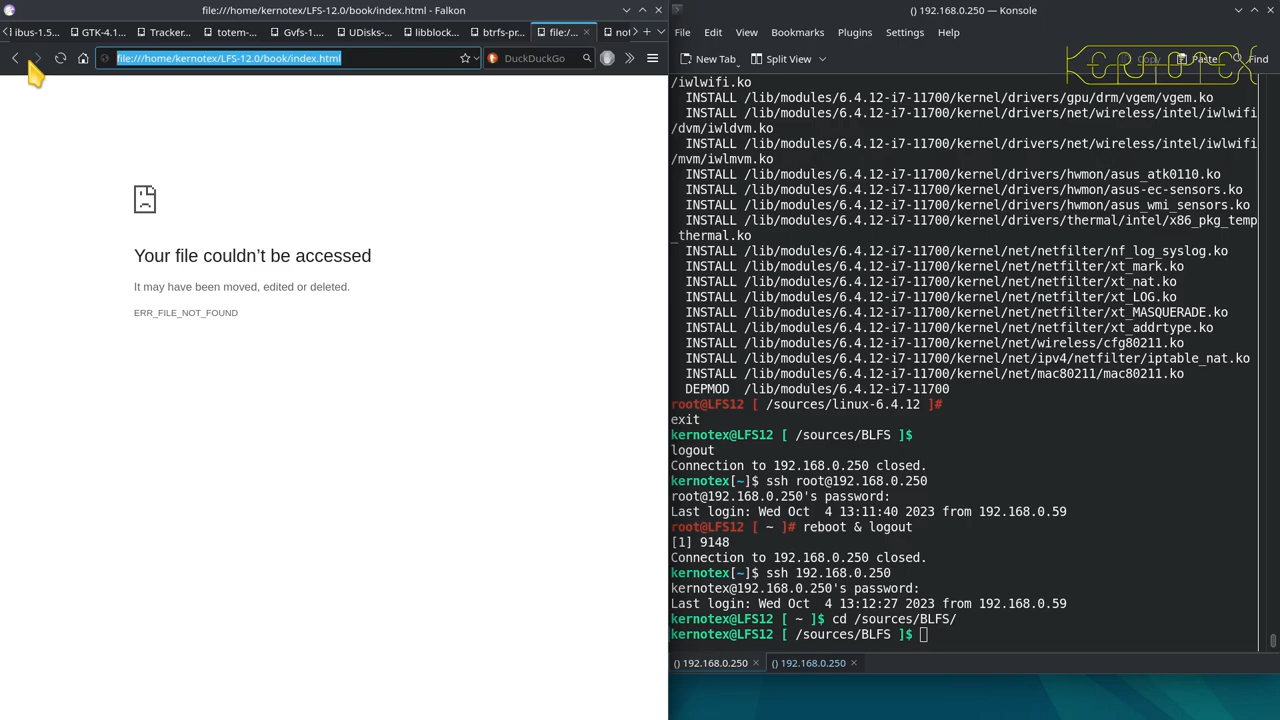 file:///home/kernotex/LFS-12.0/book/index.html - Falkon
ibus-1.5...
GTK-4.1...
Tracker...
totem-...
Gvfs-1....
UDisks-...
libblock...
btrfs-pr...
file:/...
file:///home/kernotex/LFS-12.0/book/index.html
DuckDuckGo
Your file couldn’t be accessed
It may have been moved, edited or deleted.
ERR_FILE_NOT_FOUND
() 192.168.0.250 — Konsole
File Edit View Bookmarks Plugins Settings Help
New Tab Split View Copy Paste Find
KERNOTEX
/iwlwifi.ko
INSTALL /lib/modules/6.4.12-i7-11700/kernel/drivers/gpu/drm/vgem/vgem.ko
INSTALL /lib/modules/6.4.12-i7-11700/kernel/drivers/net/wireless/intel/iwlwifi
/dvm/iwldvm.ko
INSTALL /lib/modules/6.4.12-i7-11700/kernel/drivers/net/wireless/intel/iwlwifi
/mvm/iwlmvm.ko
INSTALL /lib/modules/6.4.12-i7-11700/kernel/drivers/hwmon/asus_atk0110.ko
INSTALL /lib/modules/6.4.12-i7-11700/kernel/drivers/hwmon/asus-ec-sensors.ko
INSTALL /lib/modules/6.4.12-i7-11700/kernel/drivers/hwmon/asus_wmi_sensors.ko
INSTALL /lib/modules/6.4.12-i7-11700/kernel/drivers/thermal/intel/x86_pkg_temp
_thermal.ko
INSTALL /lib/modules/6.4.12-i7-11700/kernel/net/netfilter/nf_log_syslog.ko
INSTALL /lib/modules/6.4.12-i7-11700/kernel/net/netfilter/xt_mark.ko
INSTALL /lib/modules/6.4.12-i7-11700/kernel/net/netfilter/xt_nat.ko
INSTALL /lib/modules/6.4.12-i7-11700/kernel/net/netfilter/xt_LOG.ko
INSTALL /lib/modules/6.4.12-i7-11700/kernel/net/netfilter/xt_MASQUERADE.ko
INSTALL /lib/modules/6.4.12-i7-11700/kernel/net/netfilter/xt_addrtype.ko
INSTALL /lib/modules/6.4.12-i7-11700/kernel/net/wireless/cfg80211.ko
INSTALL /lib/modules/6.4.12-i7-11700/kernel/net/ipv4/netfilter/iptable_nat.ko
INSTALL /lib/modules/6.4.12-i7-11700/kernel/net/mac80211/mac80211.ko
DEPMOD /lib/modules/6.4.12-i7-11700
root@LFS12 [ /sources/linux-6.4.12 ]#
exit
kernotex@LFS12 [ /sources/BLFS ]$
logout
Connection to 192.168.0.250 closed.
kernotex[~]$ ssh root@192.168.0.250
root@192.168.0.250's password:
Last login: Wed Oct  4 13:11:40 2023 from 192.168.0.59
root@LFS12 [ ~ ]# reboot & logout
[1] 9148
Connection to 192.168.0.250 closed.
kernotex[~]$ ssh 192.168.0.250
kernotex@192.168.0.250's password:
Last login: Wed Oct  4 13:12:27 2023 from 192.168.0.59
kernotex@LFS12 [ ~ ]$ cd /sources/BLFS/
kernotex@LFS12 [ /sources/BLFS ]$
() 192.168.0.250
() 192.168.0.250